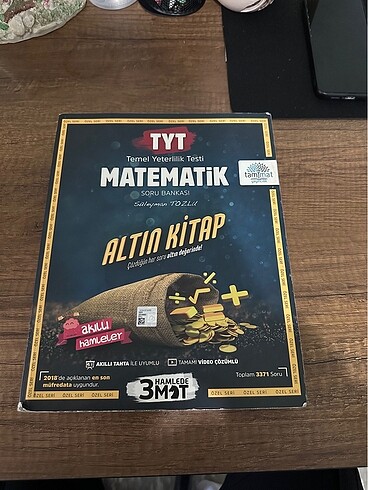 TYT
Temel Yeterlilik Testi
MATEMATİK
SORU BANKASI
Süleyman TOZLU
tammat
ALTIN KİTAP
Çözdüğün her soru altın değerinde!
akıllı
hamleler
AKILLI TAHTA İLE UYUMLU
TAMAMI VİDEO ÇÖZÜMLÜ
2018'de açıklanan en son
müfredata uygundur.
Toplam 3371 Soru
3 HAMLEDE
MAT
ÖZEL SERİ